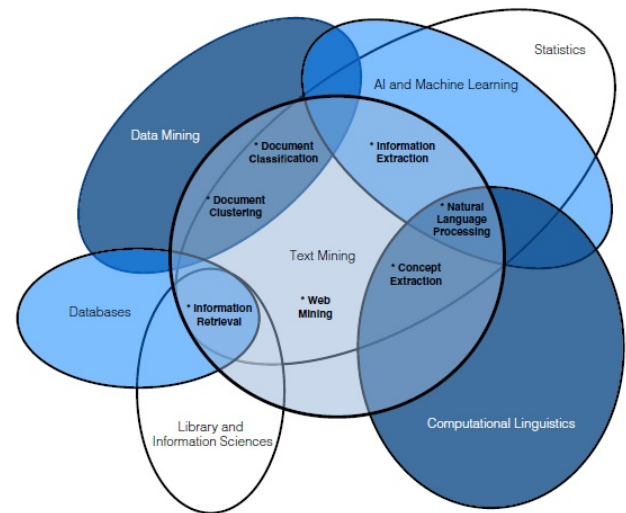 Statistics
AI and Machine Learning
Data Mining
* Document
Classification
* Information
Extraction
* Document
Clustering
* Natural
Language
Processing
Text Mining
* Concept
Extraction
* Web
Mining
Databases
* Information
Retrieval
Library and
Information Sciences
Computational Linguistics